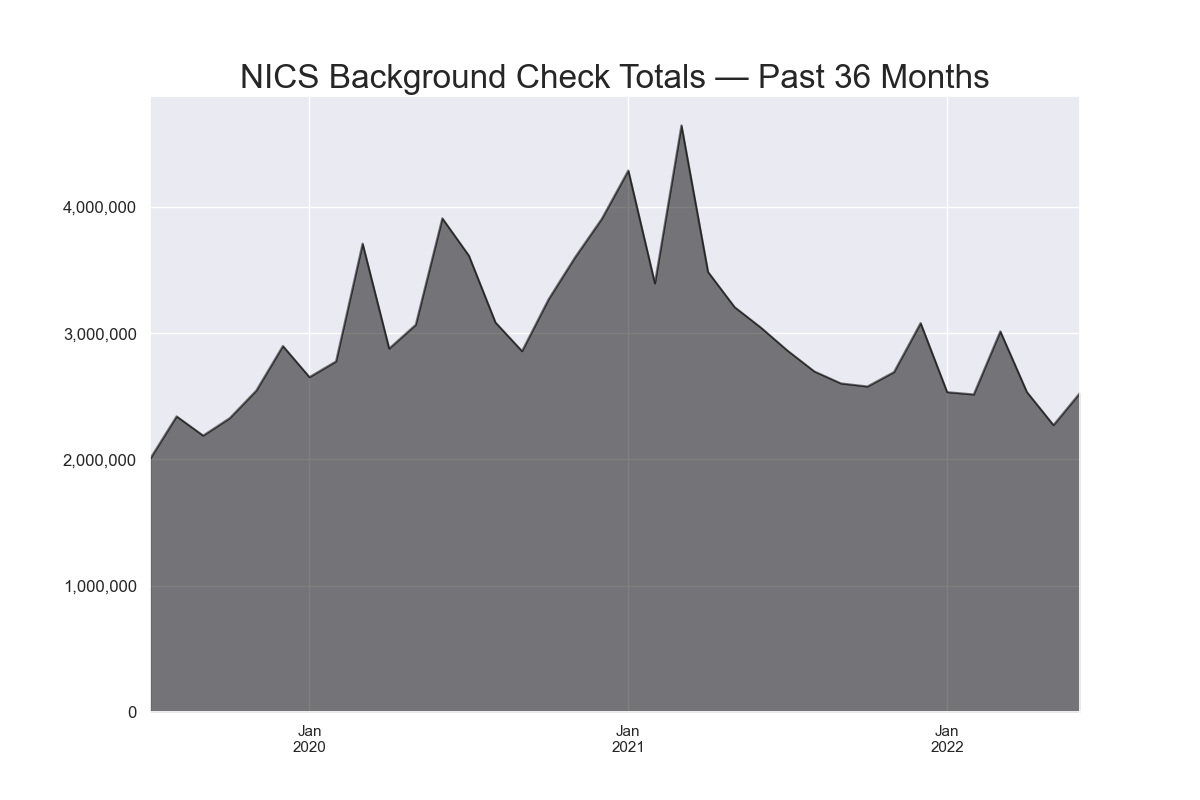 NICS Background Check Totals — Past 36 Months
4,000,000
3,000,000
2,000,000
1,000,000
0
Jan
2020
Jan
2021
Jan
2022